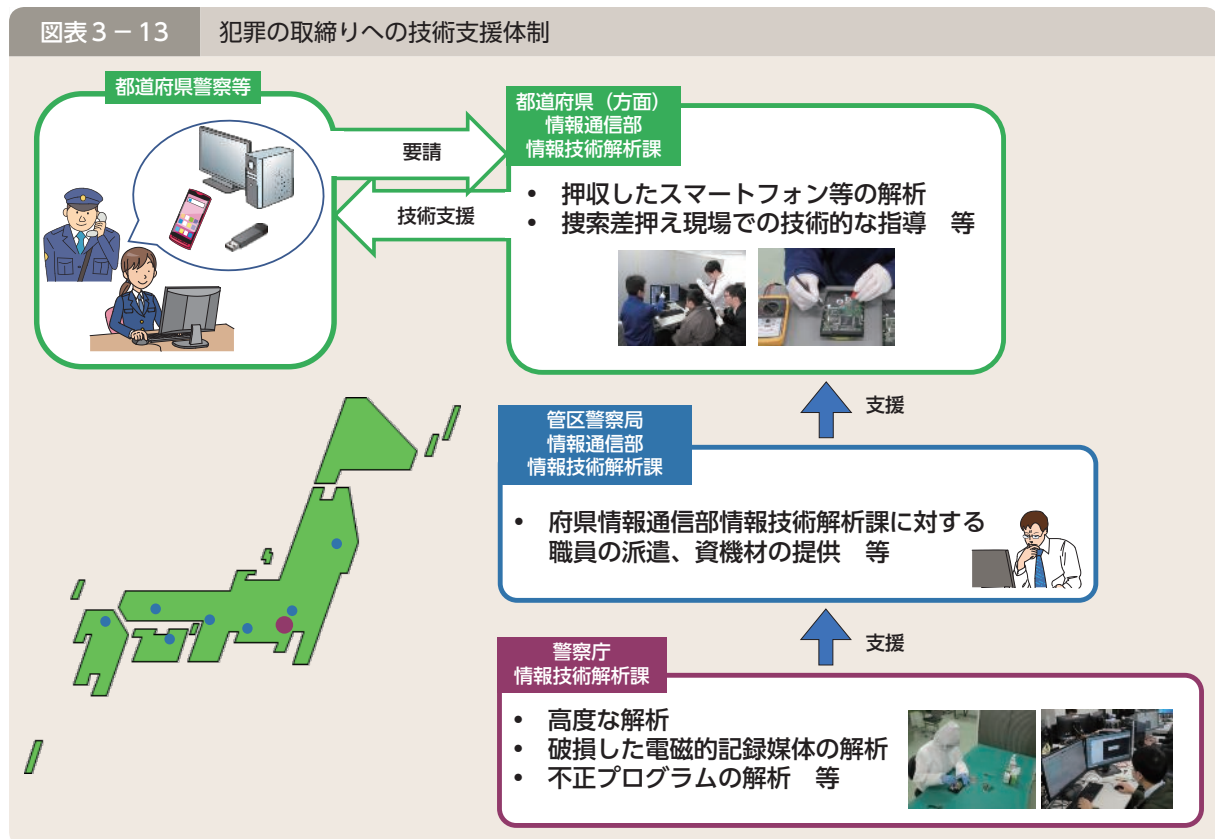 図表3－13 犯罪の取締りへの技術支援体制
都道府県警察等
要請
技術支援
都道府県（方面）
情報通信部
情報技術解析課
• 押収したスマートフォン等の解析
• 捜索差押え現場での技術的な指導　等
支援
管区警察局
情報通信部
情報技術解析課
• 府県情報通信部情報技術解析課に対する
職員の派遣、資機材の提供　等
支援
警察庁
情報技術解析課
• 高度な解析
• 破損した電磁的記録媒体の解析
• 不正プログラムの解析　等